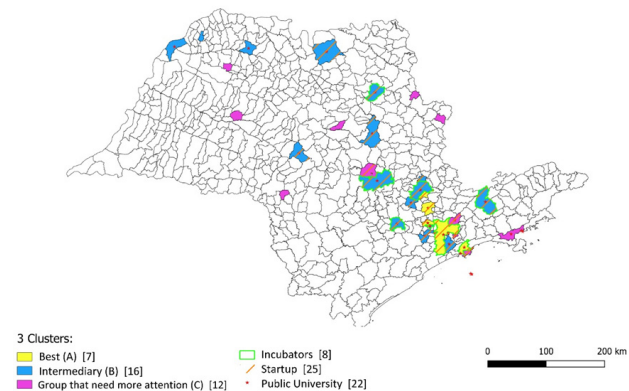 3 Clusters:
Best (A) [7]
Intermediary (B) [16]
Group that need more attention (C) [12]
Incubators [8]
Startup [25]
Public University [22]
0 100 200 km